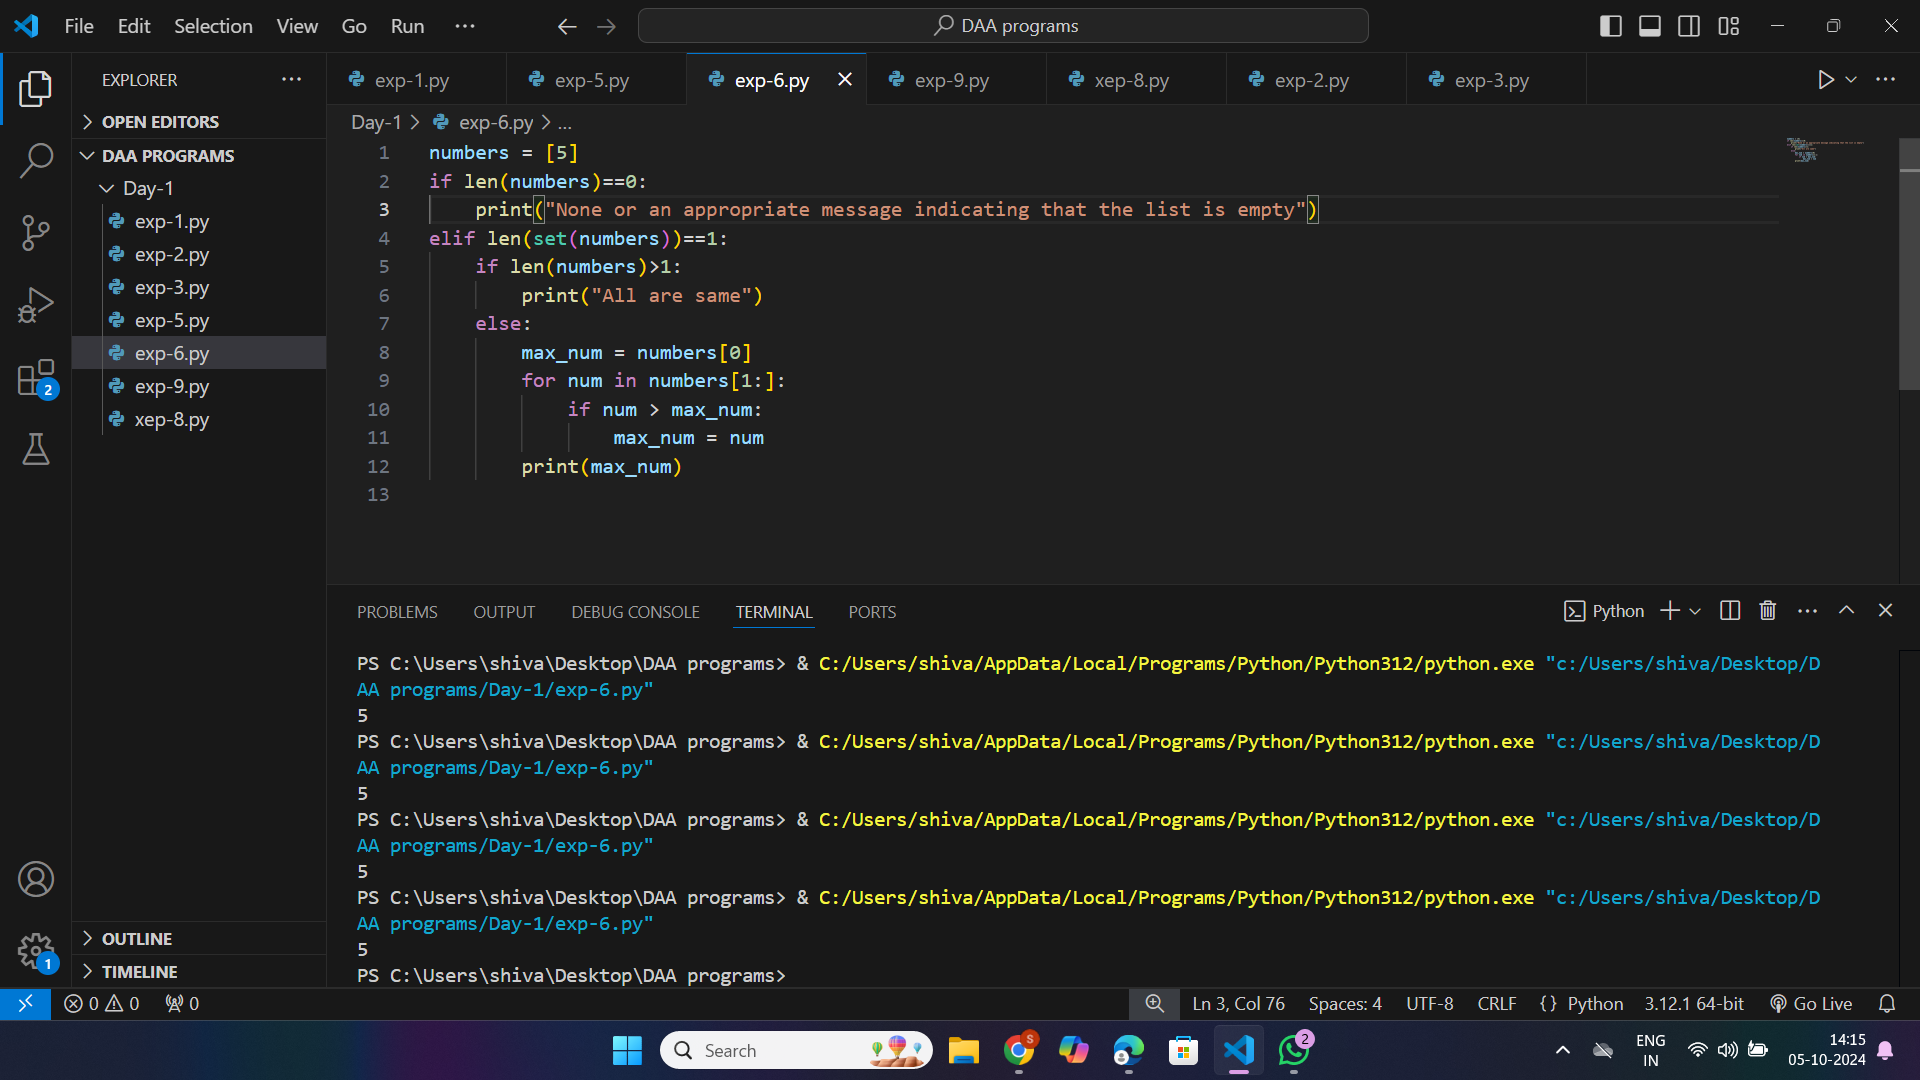 File Edit Selection View Go Run ... DAA programs
EXPLORER ...
exp-1.py exp-5.py exp-6.py exp-9.py xep-8.py exp-2.py exp-3.py
OPEN EDITORS
DAA PROGRAMS
Day-1
exp-1.py
exp-2.py
exp-3.py
exp-5.py
exp-6.py
exp-9.py
xep-8.py
OUTLINE
TIMELINE
2
1
Day-1 > exp-6.py > ...
1 numbers = [5]
2 if len(numbers)==0:
3     print("None or an appropriate message indicating that the list is empty")
4 elif len(set(numbers))==1:
5     if len(numbers)>1:
6         print("All are same")
7     else:
8         max_num = numbers[0]
9         for num in numbers[1:]:
10             if num > max_num:
11                 max_num = num
12         print(max_num)
13
PROBLEMS OUTPUT DEBUG CONSOLE TERMINAL PORTS Python
PS C:\Users\shiva\Desktop\DAA programs> & C:/Users/shiva/AppData/Local/Programs/Python/Python312/python.exe "c:/Users/shiva/Desktop/D
AA programs/Day-1/exp-6.py"
5
PS C:\Users\shiva\Desktop\DAA programs> & C:/Users/shiva/AppData/Local/Programs/Python/Python312/python.exe "c:/Users/shiva/Desktop/D
AA programs/Day-1/exp-6.py"
5
PS C:\Users\shiva\Desktop\DAA programs> & C:/Users/shiva/AppData/Local/Programs/Python/Python312/python.exe "c:/Users/shiva/Desktop/D
AA programs/Day-1/exp-6.py"
5
PS C:\Users\shiva\Desktop\DAA programs> & C:/Users/shiva/AppData/Local/Programs/Python/Python312/python.exe "c:/Users/shiva/Desktop/D
AA programs/Day-1/exp-6.py"
5
PS C:\Users\shiva\Desktop\DAA programs>
0 0 0 Ln 3, Col 76 Spaces: 4 UTF-8 CRLF {} Python 3.12.1 64-bit Go Live
Search S 2 ENG 14:15
IN 05-10-2024